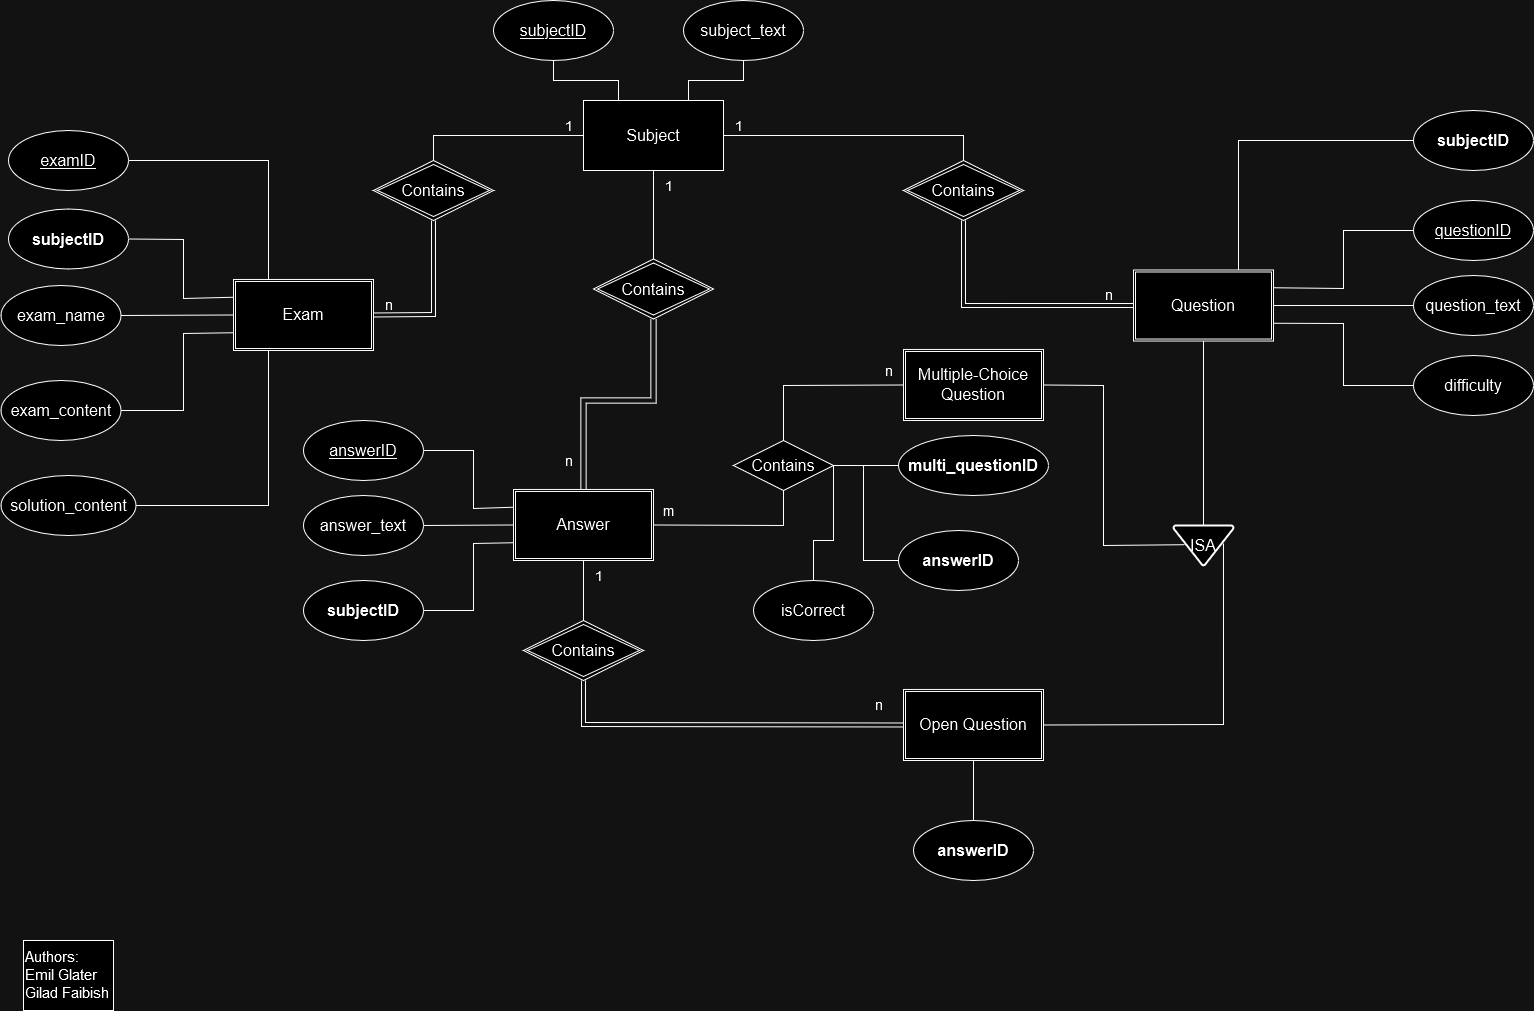 subjectID
subject_text
1
Subject
1
1
examID
Contains
Contains
subjectID
subjectID
questionID
exam_name
Exam
n
Contains
n
Question
question_text
exam_content
n
Multiple-Choice
Question
difficulty
answerID
n
Contains
multi_questionID
solution_content
answer_text
Answer
m
ISA
answerID
1
subjectID
isCorrect
Contains
n
Open Question
answerID
Authors:
Emil Glater
Gilad Faibish